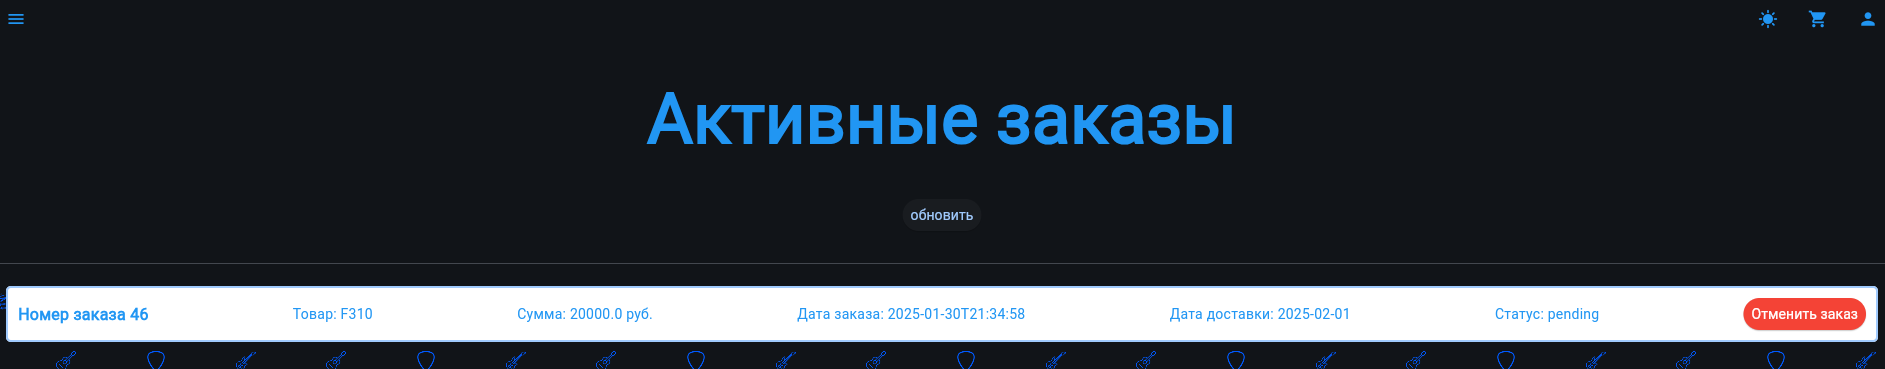 Активные заказы
обновить
Номер заказа 46 Товар: F310 Сумма: 20000.0 руб. Дата заказа: 2025-01-30T21:34:58 Дата доставки: 2025-02-01 Статус: pending Отменить заказ